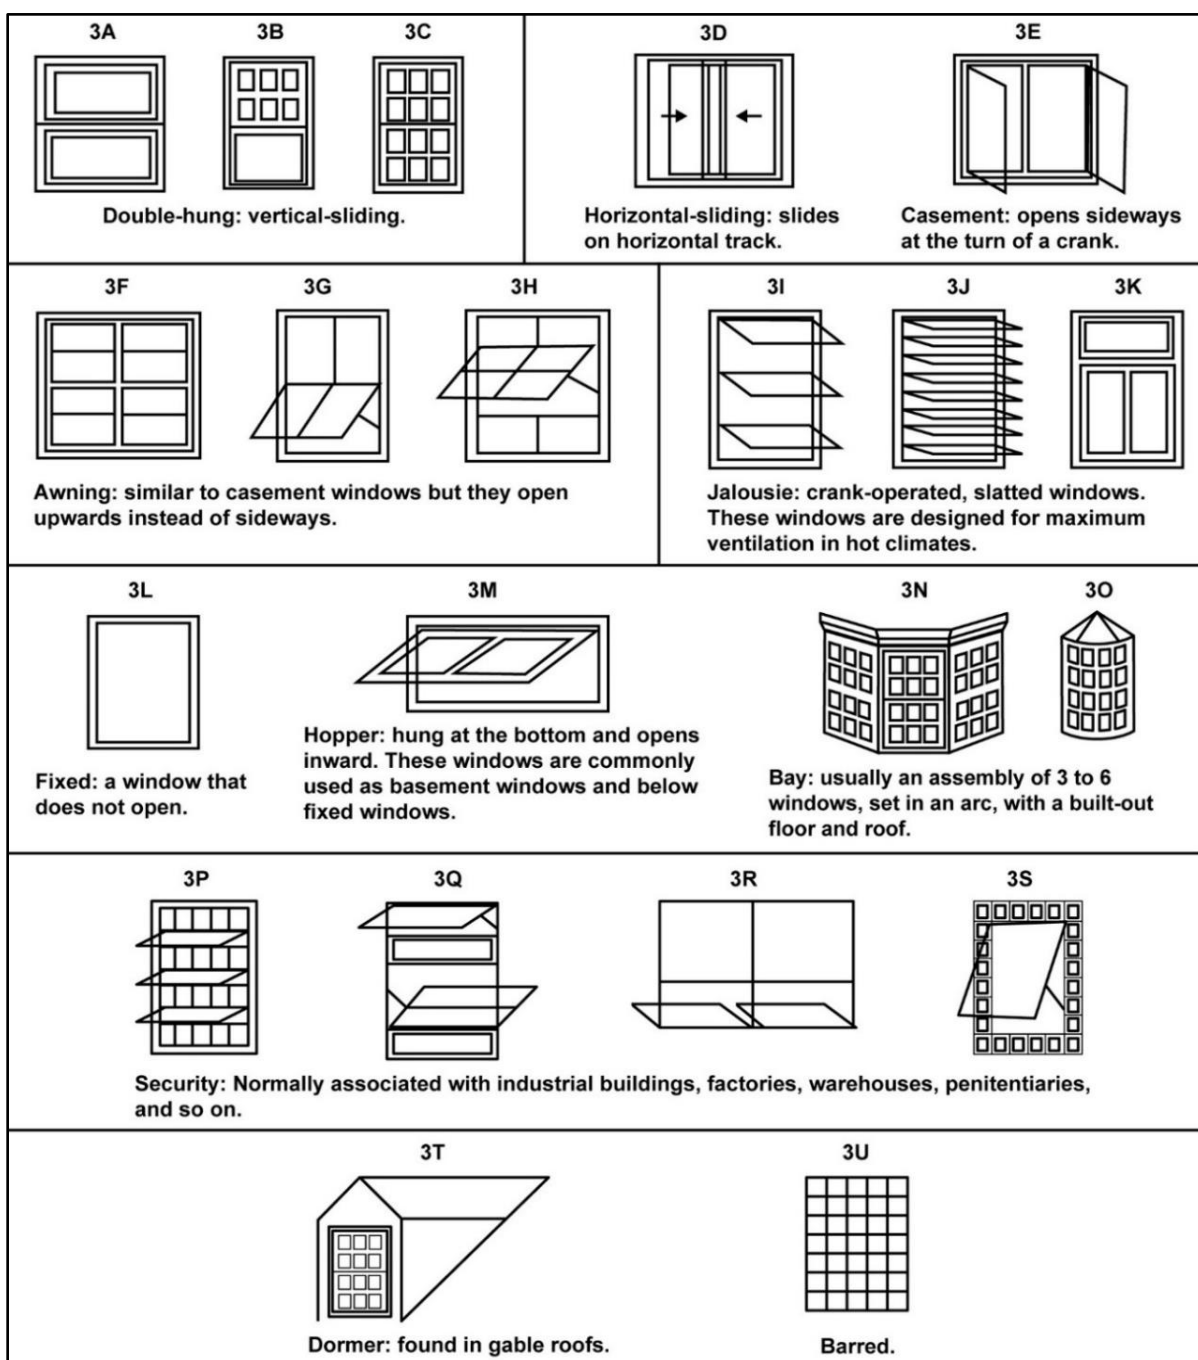 3A 3B 3C 3D 3E
Double-hung: vertical-sliding.
Horizontal-sliding: slides
on horizontal track.
Casement: opens sideways
at the turn of a crank.
3F 3G 3H 3I 3J 3K
Awning: similar to casement windows but they open
upwards instead of sideways.
Jalousie: crank-operated, slatted windows.
These windows are designed for maximum
ventilation in hot climates.
3L 3M 3N 3O
Fixed: a window that
does not open.
Hopper: hung at the bottom and opens
inward. These windows are commonly
used as basement windows and below
fixed windows.
Bay: usually an assembly of 3 to 6
windows, set in an arc, with a built-out
floor and roof.
3P 3Q 3R 3S
Security: Normally associated with industrial buildings, factories, warehouses, penitentiaries,
and so on.
3T 3U
Dormer: found in gable roofs.
Barred.